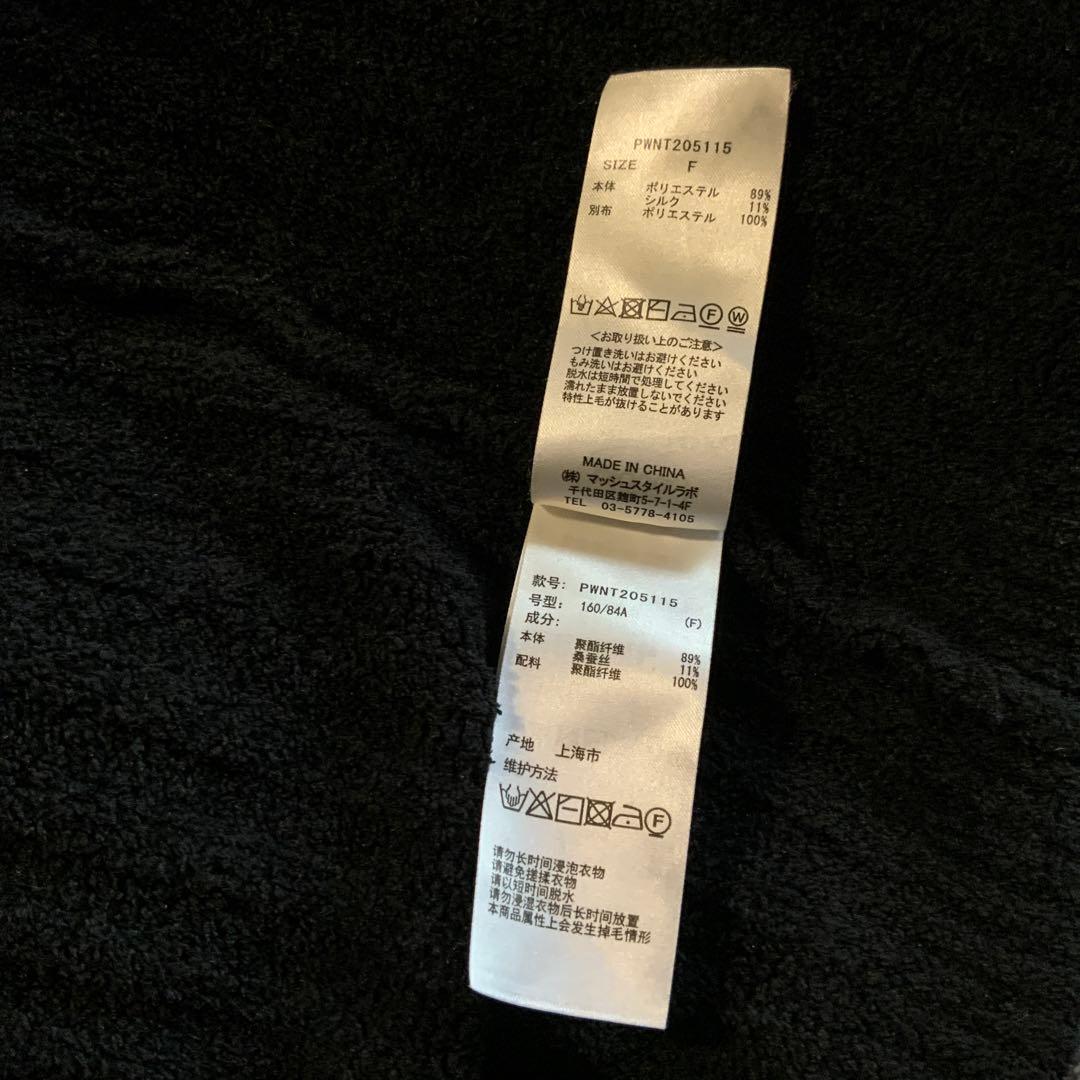 PWNT205115
SIZE F
本体 ポリエステル 89%
シルク 11%
別布 ポリエステル 100%
F W
<お取り扱い上のご注意>
つけ置き洗いはお避けください
もみ洗いはお避けください
脱水は短時間で処理してください
濡れたまま放置しないでください
特性上毛が抜けることがあります
MADE IN CHINA
(株) マッシュスタイルラボ
千代田区麹町5-7-1-4F
TEL 03-5778-4105
款号: PWNT205115
号型: 160/84A (F)
成分:
本体 聚酯纤维 89%
桑蚕丝 11%
配料 聚酯纤维 100%
产地 上海市
维护方法
F
请勿长时间浸泡衣物
请避免搓揉衣物
请以短时间脱水
请勿浸湿衣物后长时间放置
本商品属性上会发生掉毛情形